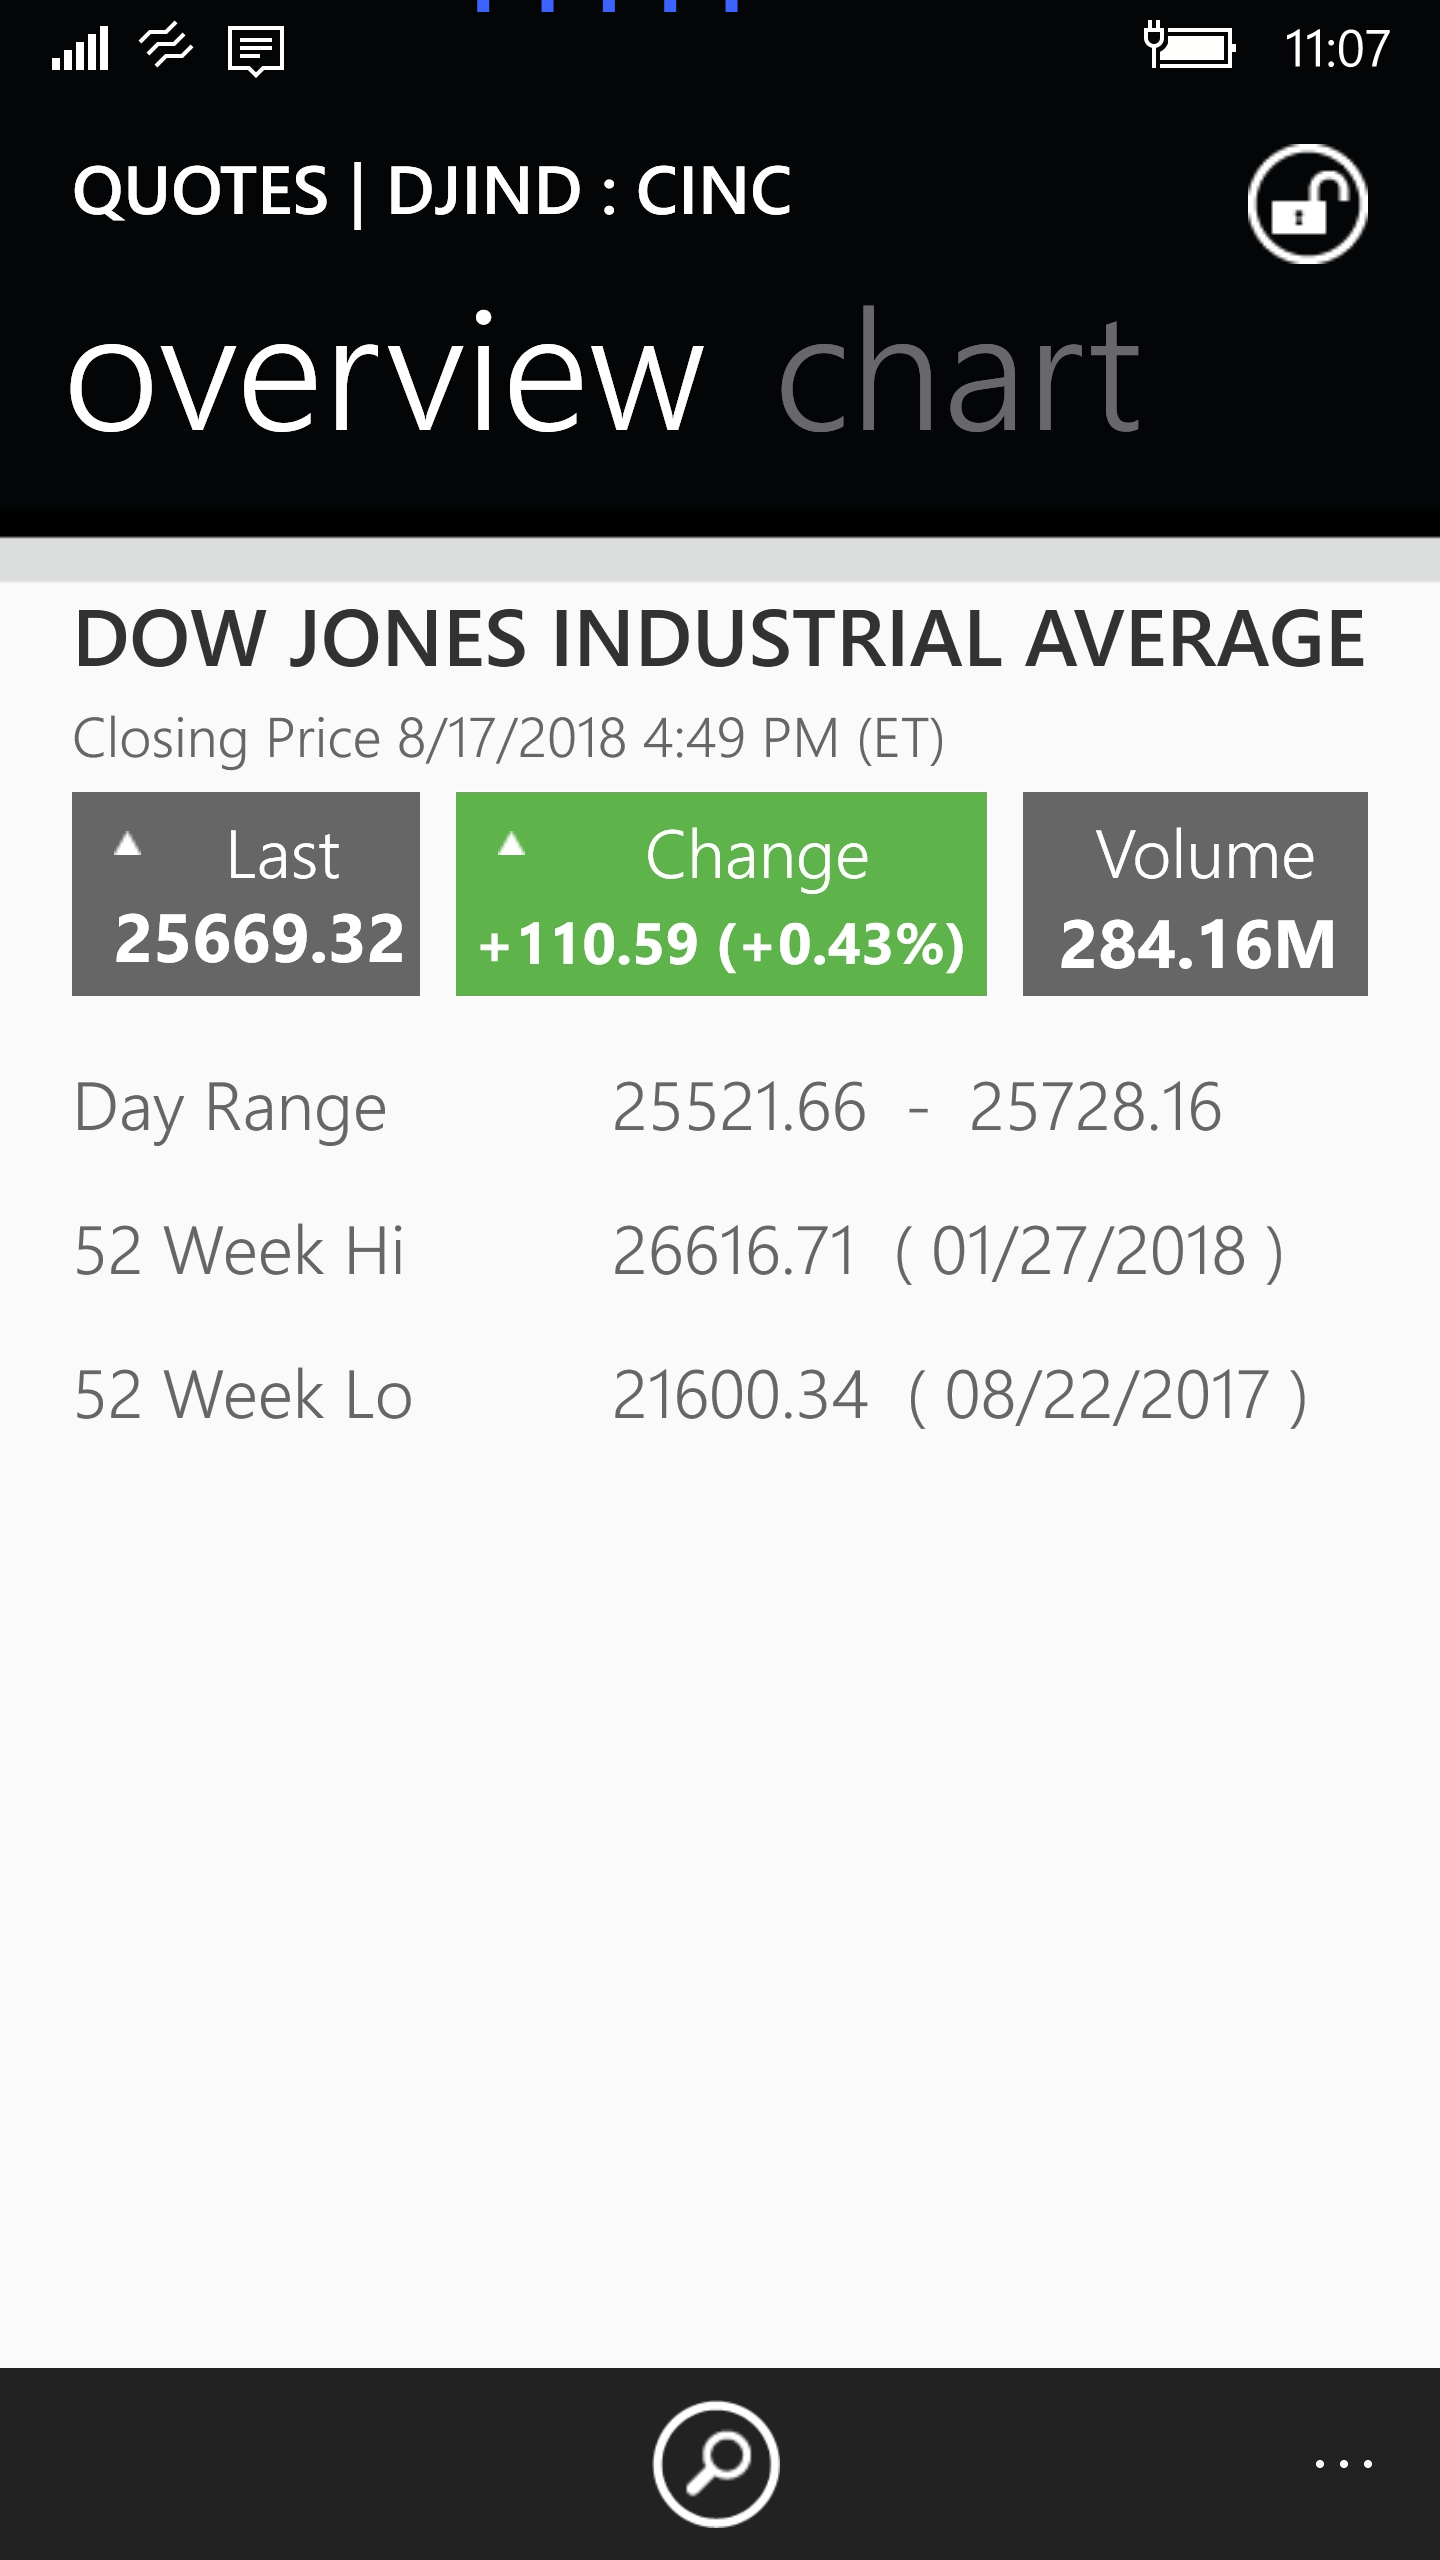 11:07
QUOTES | DJIND : CINC
overview chart
DOW JONES INDUSTRIAL AVERAGE
Closing Price 8/17/2018 4:49 PM (ET)
Last
25669.32
Change
+110.59 (+0.43%)
Volume
284.16M
Day Range 25521.66 - 25728.16
52 Week Hi 26616.71 ( 01/27/2018 )
52 Week Lo 21600.34 ( 08/22/2017 )